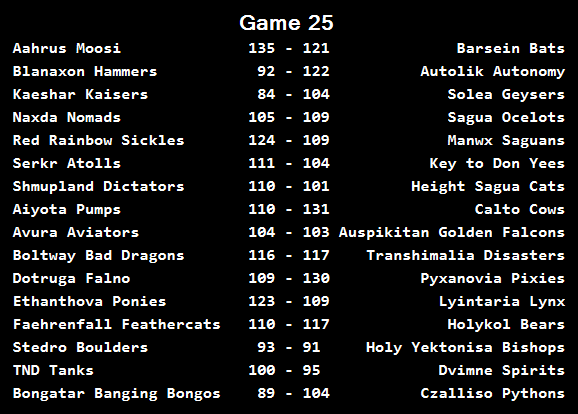 Game 25
Aahrus Moosi 135 - 121 Barsein Bats
Blanaxon Hammers 92 - 122 Autolik Autonomy
Kaeshar Kaisers 84 - 104 Solea Geysers
Naxda Nomads 105 - 109 Sagua Ocelots
Red Rainbow Sickles 124 - 109 Manwx Saguans
Serkr Atolls 111 - 104 Key to Don Yees
Shmupland Dictators 110 - 101 Height Sagua Cats
Aiyota Pumps 110 - 131 Calto Cows
Avura Aviators 104 - 103 Auspikitan Golden Falcons
Boltway Bad Dragons 116 - 117 Transhimalia Disasters
Dotruga Falno 109 - 130 Pyxanovia Pixies
Ethanthova Ponies 123 - 109 Lyintaria Lynx
Faehrenfall Feathercats 110 - 117 Holykol Bears
Stedro Boulders 93 - 91 Holy Yektonisa Bishops
TND Tanks 100 - 95 Dvimne Spirits
Bongatar Banging Bongos 89 - 104 Czalliso Pythons